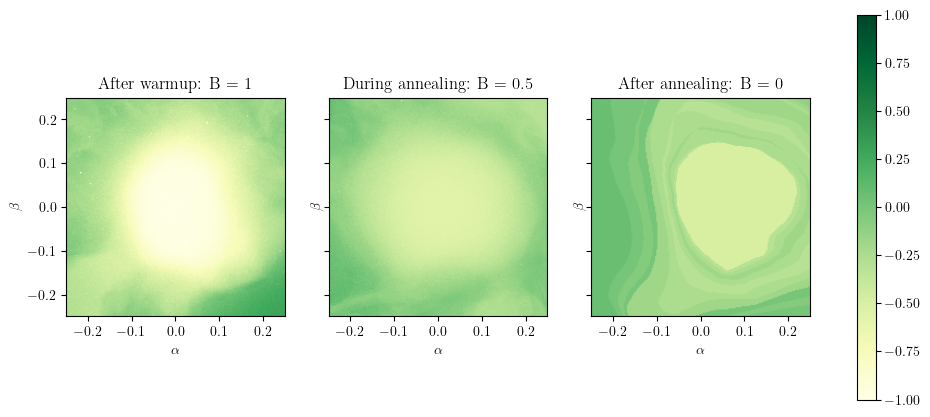 After warmup: B = 1
During annealing: B = 0.5
After annealing: B = 0
β
0.2
0.1
0.0
−0.1
−0.2
−0.2 −0.1 0.0 0.1 0.2
α
β
−0.2 −0.1 0.0 0.1 0.2
α
β
−0.2 −0.1 0.0 0.1 0.2
α
1.00
0.75
0.50
0.25
0.00
−0.25
−0.50
−0.75
−1.00